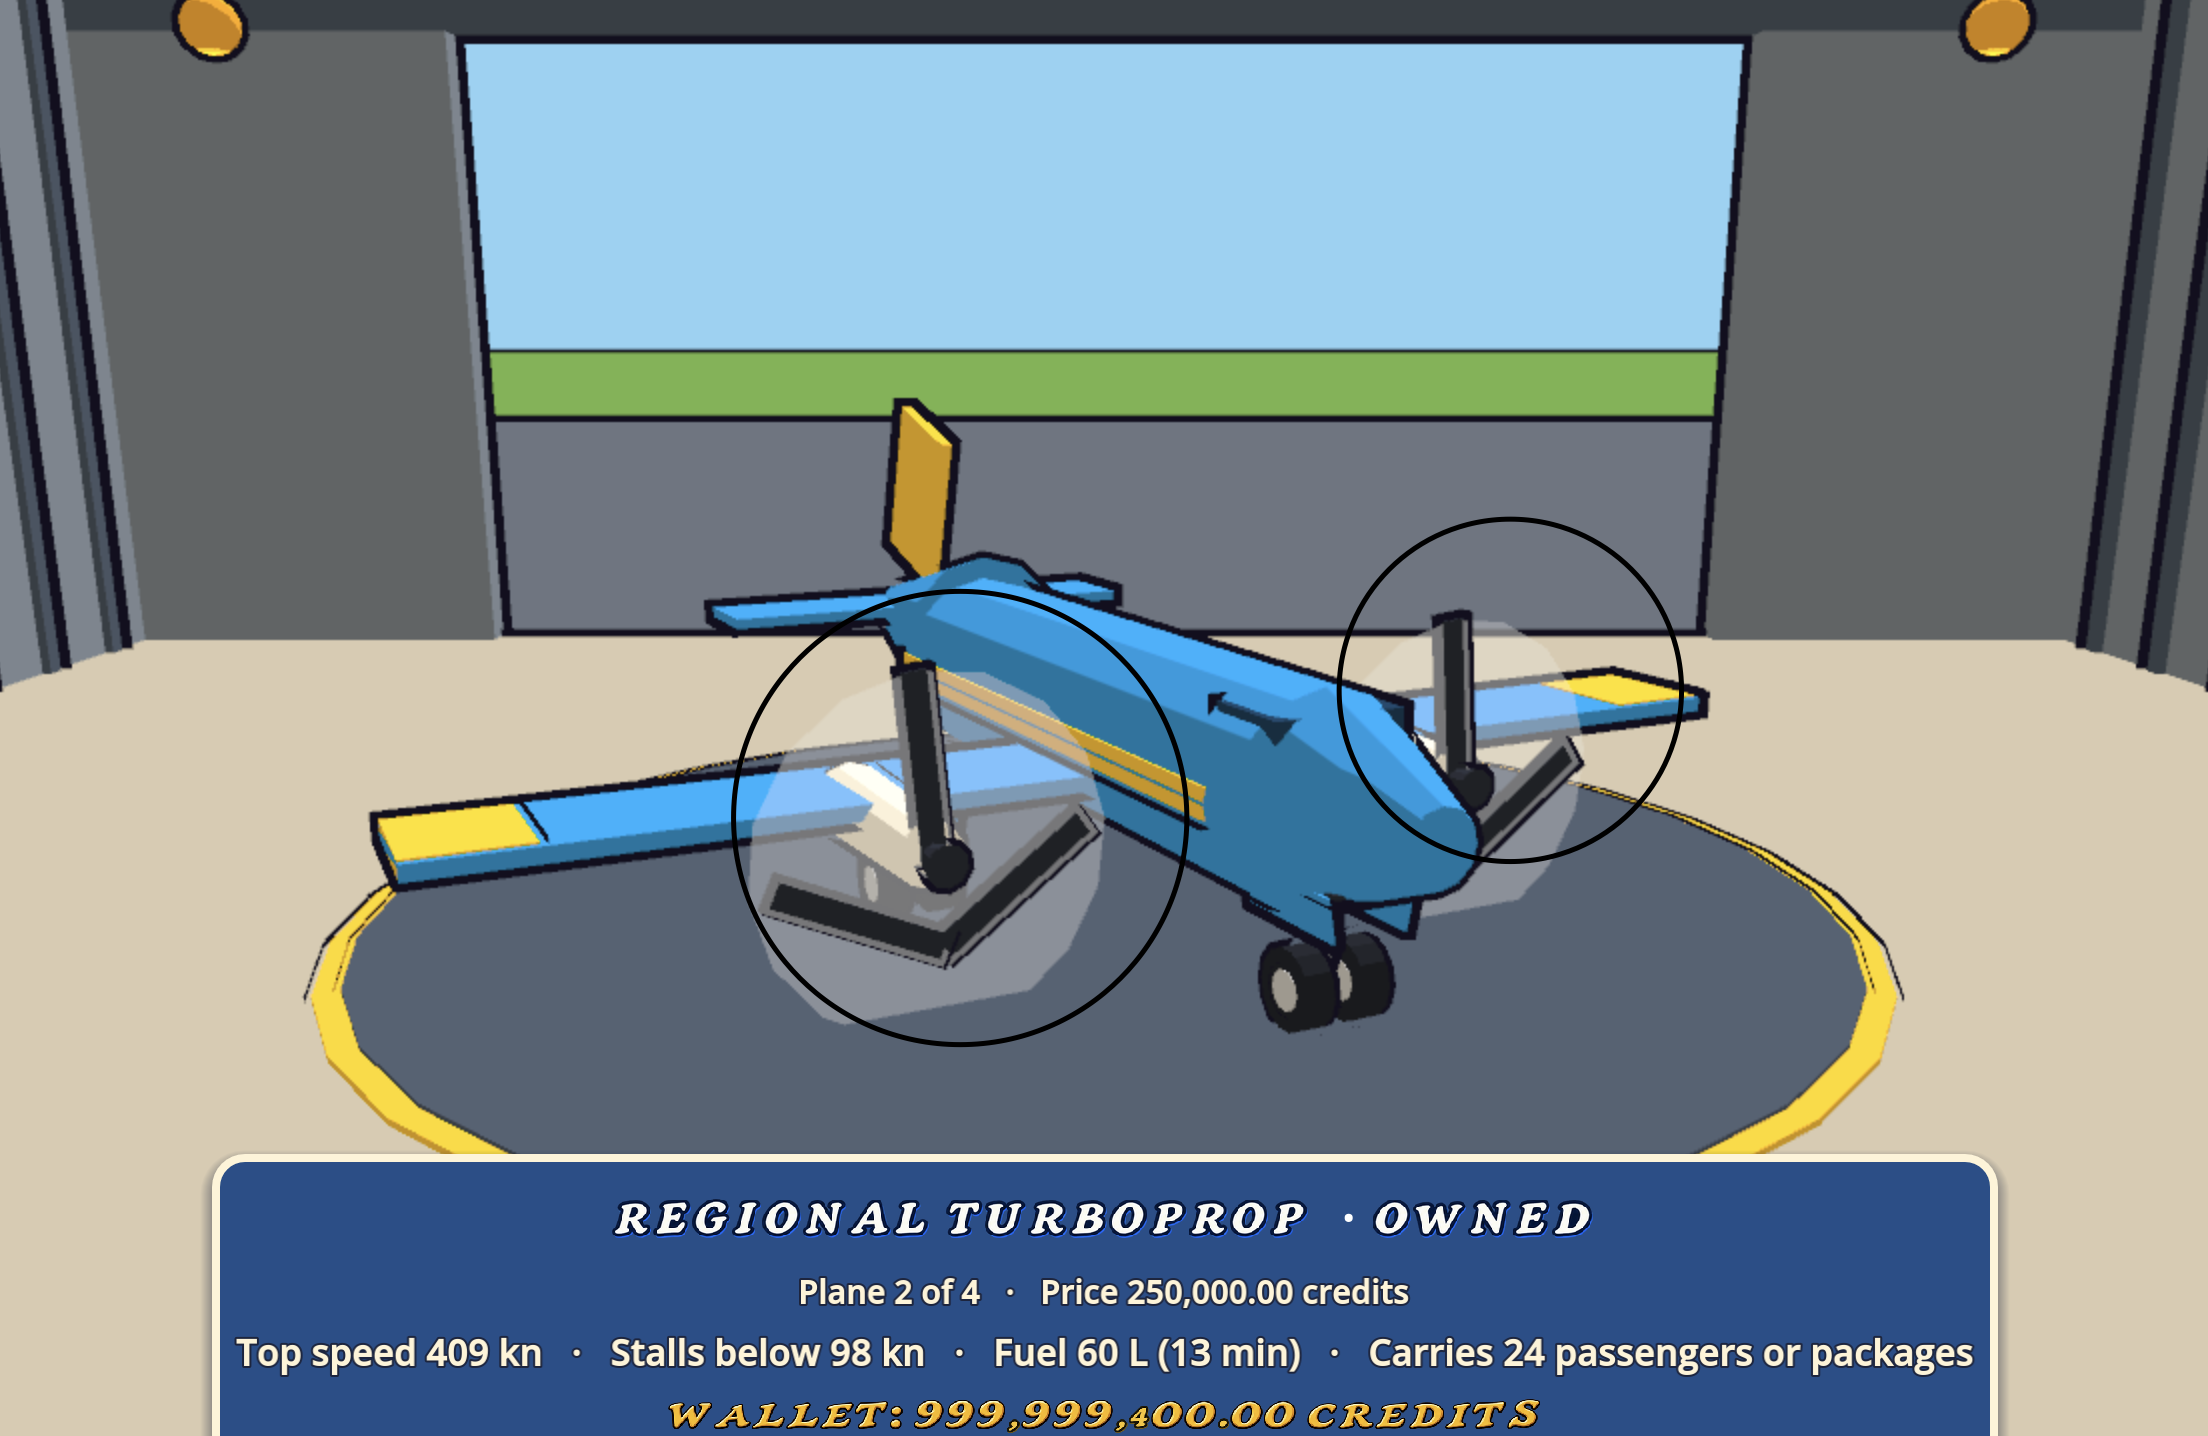 REGIONAL TURBOPROP · OWNED
Plane 2 of 4 · Price 250,000.00 credits
Top speed 409 kn · Stalls below 98 kn · Fuel 60 L (13 min) · Carries 24 passengers or packages
WALLET: 999,999,400.00 CREDITS